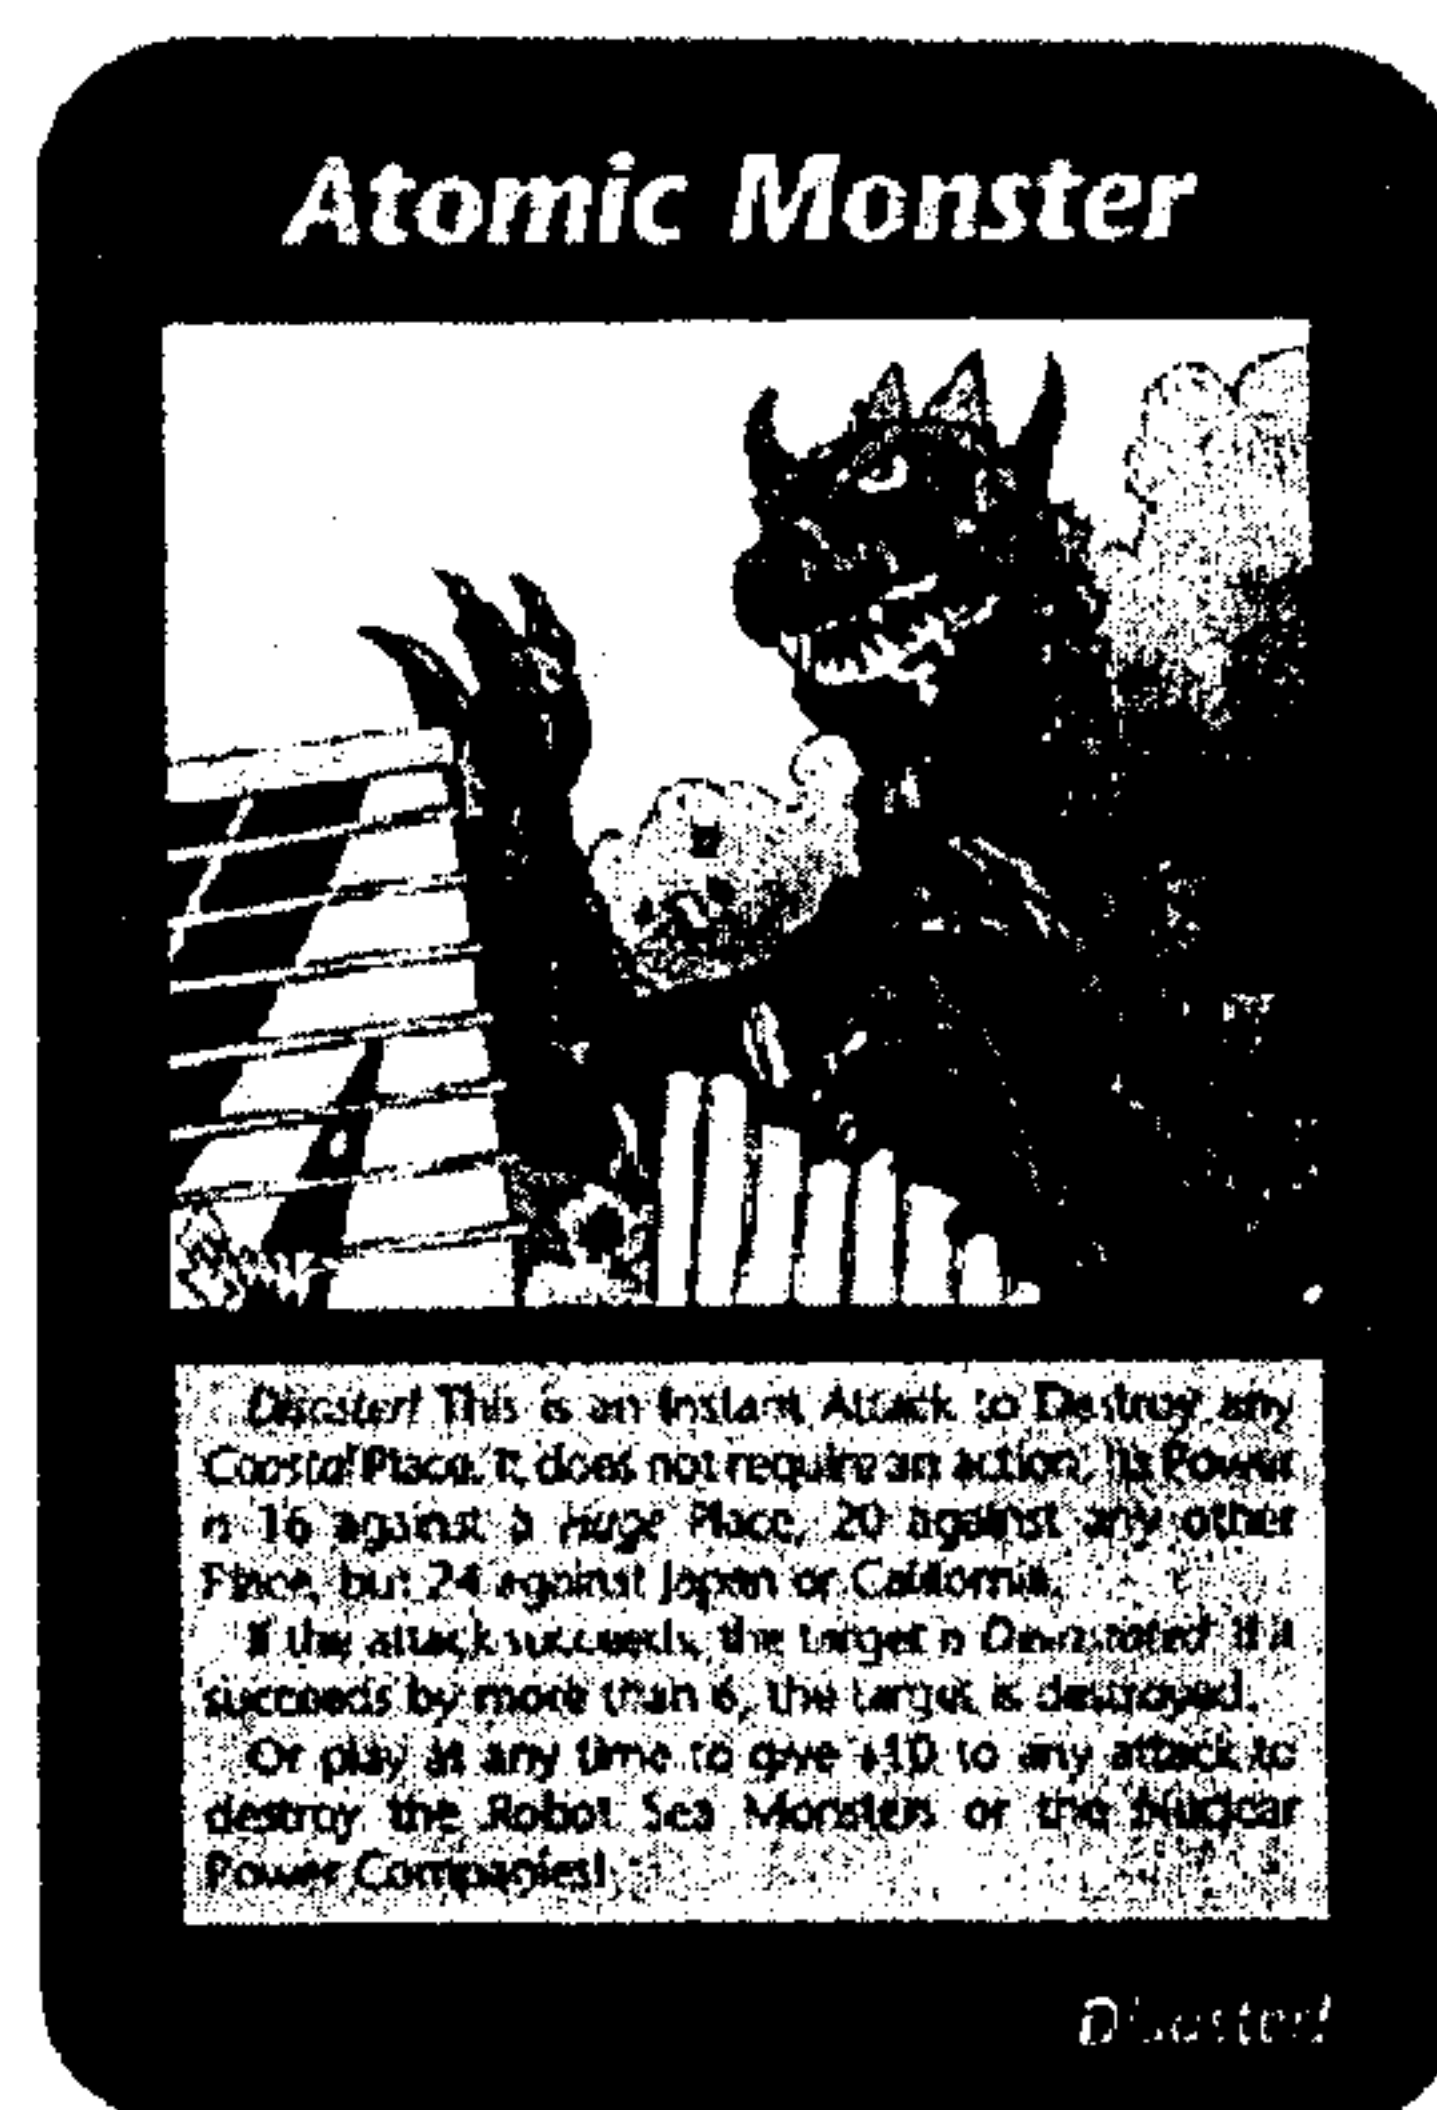 Atomic Monster
Disaster! This is an Instant Attack to Destroy any
Coastal Place. It does not require an action. Its Power
is 16 against a Huge Place, 20 against any other
Place, but 24 against Japan or California.
If the attack succeeds, the target is Devastated. If it
succeeds by more than 6, the target is destroyed.
Or play at any time to give +10 to any attack to
destroy the Robot Sea Monsters or the Nuclear
Power Companies!
Disaster!